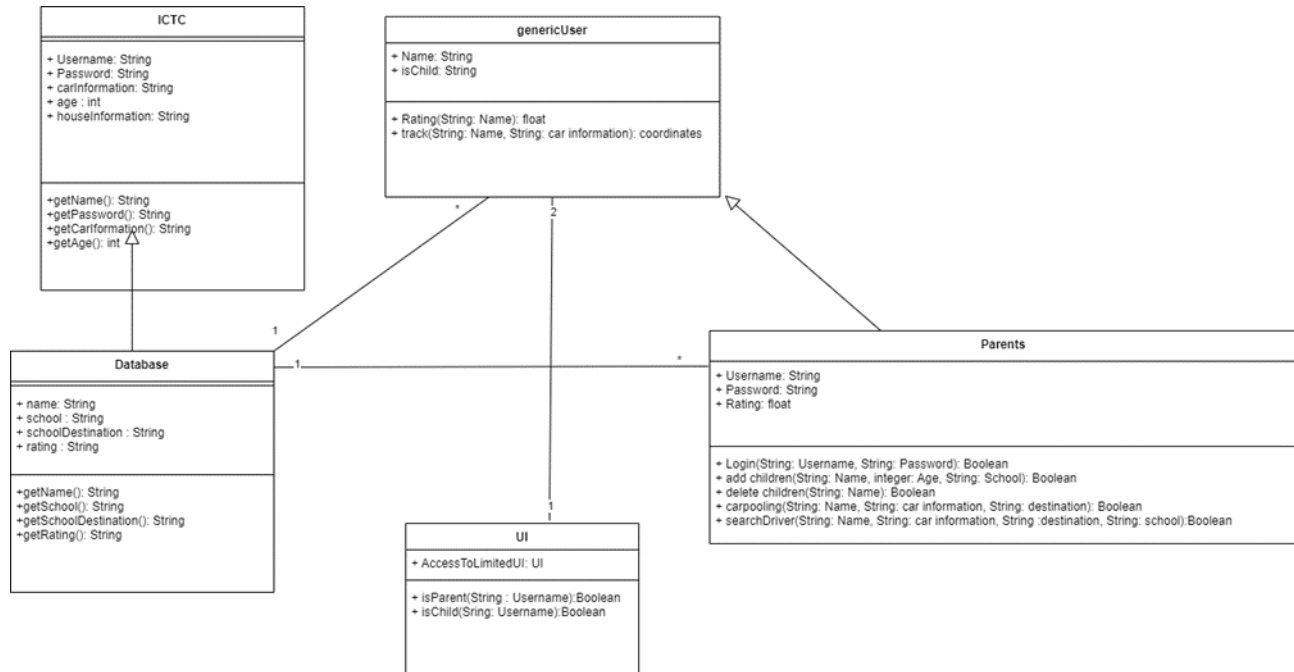 ICTC
+ Username: String
+ Password: String
+ carInformation: String
+ age : int
+ houseInformation: String
+getName(): String
+getPassword(): String
+getCarIformation(): String
+getAge(): int
genericUser
+ Name: String
+ isChild: String
+ Rating(String: Name): float
+ track(String: Name, String: car information): coordinates
*
2
1
1
*
Database
+ name: String
+ school : String
+ schoolDestination : String
+ rating : String
+getName(): String
+getSchool(): String
+getSchoolDestination(): String
+getRating(): String
Parents
+ Username: String
+ Password: String
+ Rating: float
+ Login(String: Username, String: Password): Boolean
+ add children(String: Name, integer: Age, String: School): Boolean
+ delete children(String: Name): Boolean
+ carpooling(String: Name, String: car information, String: destination): Boolean
+ searchDriver(String: Name, String: car information, String :destination, String: school):Boolean
1
UI
+ AccessToLimitedUI: UI
+ isParent(String : Username):Boolean
+ isChild(Sring: Username):Boolean